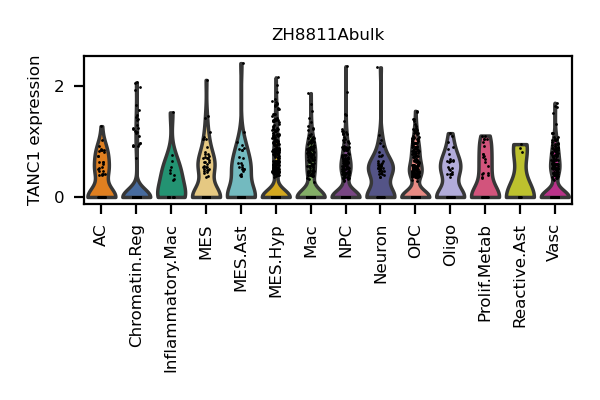 ZH8811Abulk
TANC1 expression
2
0
AC
Chromatin.Reg
Inflammatory.Mac
MES
MES.Ast
MES.Hyp
Mac
NPC
Neuron
OPC
Oligo
Prolif.Metab
Reactive.Ast
Vasc